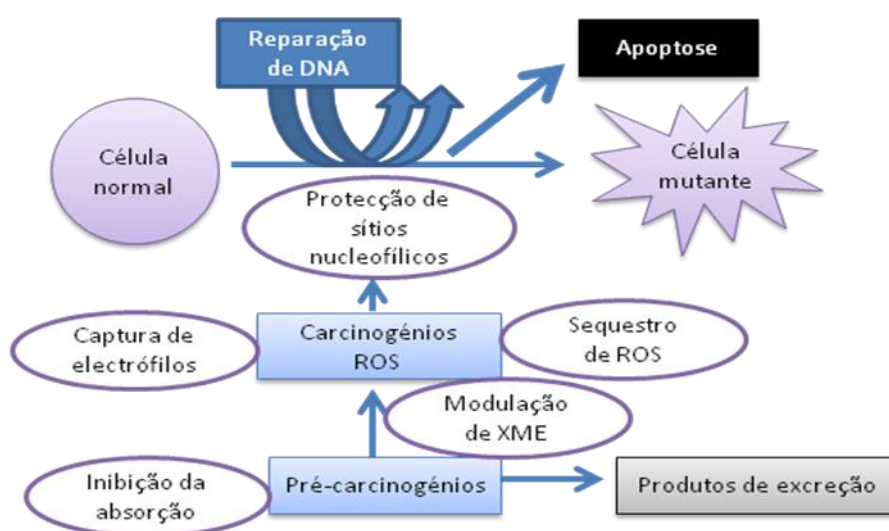 Reparação
de DNA
Apoptose
Célula
normal
Célula
mutante
Protecção de
sítios
nucleofílicos
Captura de
electrófilos
Carcinogénios
ROS
Sequestro
de ROS
Modulação
de XME
Inibição da
absorção
Pré-carcinogénios
Produtos de excreção